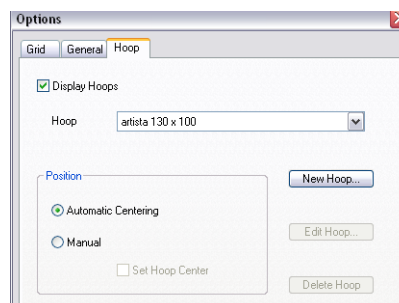 Options
Grid General Hoop
Display Hoops
Hoop artista 130 x 100
Position
New Hoop...
Automatic Centering
Edit Hoop...
Manual
Set Hoop Center
Delete Hoop